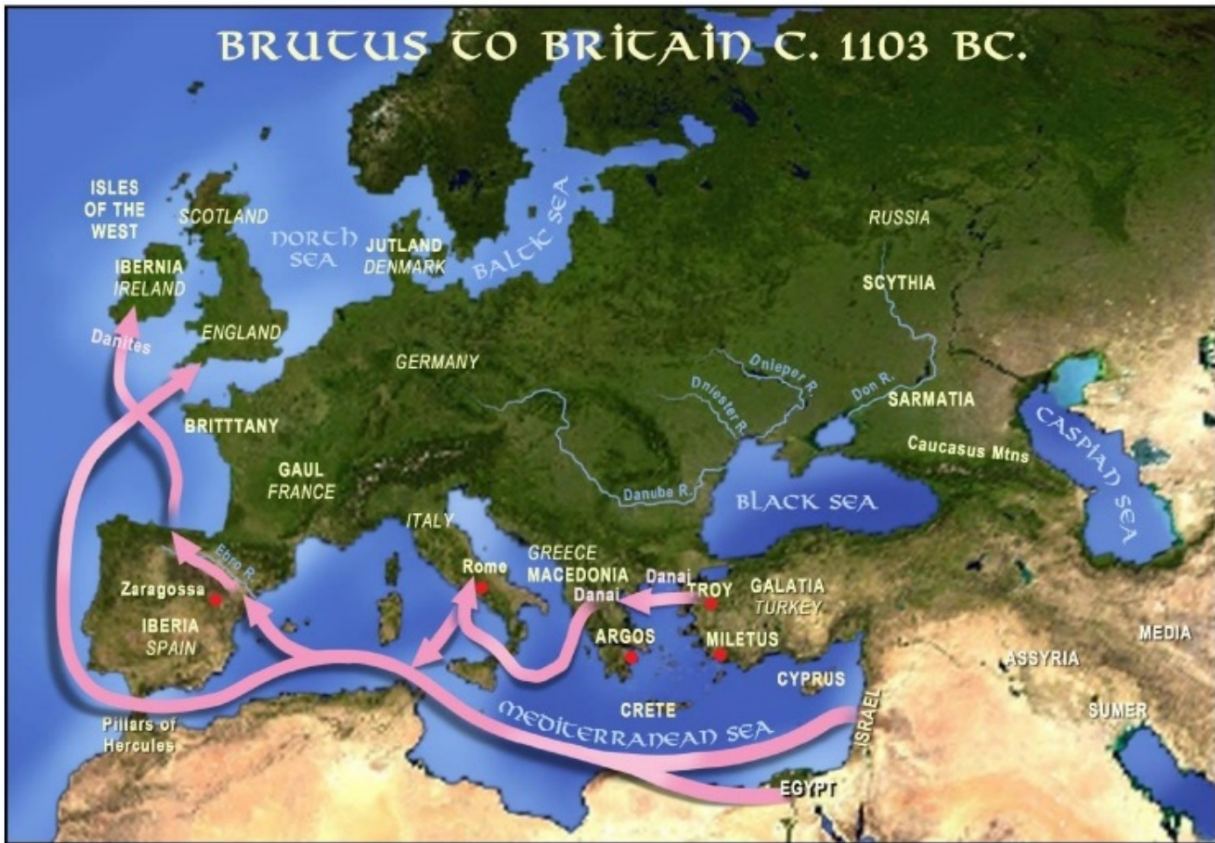 BRUTUS TO BRITAIN C. 1103 BC.
ISLES
OF THE
WEST
SCOTLAND
NORTH
SEA
JUTLAND
DENMARK
BALTIC SEA
RUSSIA
IBERNIA
IRELAND
SCYTHIA
Danites
ENGLAND
GERMANY
Dnieper R.
Dnioster R.
Don R.
SARMATIA
BRITTTANY
CASPIAN SEA
Caucasus Mtns
GAUL
FRANCE
Danube R.
BLACK SEA
ITALY
Ebro R.
GREECE
MACEDONIA
Rome
Danai
Danai
TROY
GALATIA
TURKEY
Zaragossa
IBERIA
SPAIN
ARGOS
MILETUS
MEDIA
ASSYRIA
CYPRUS
CRETE
ISRAEL
SUMER
Pillars of
Hercules
MEDITERRANEAN SEA
EGYPT